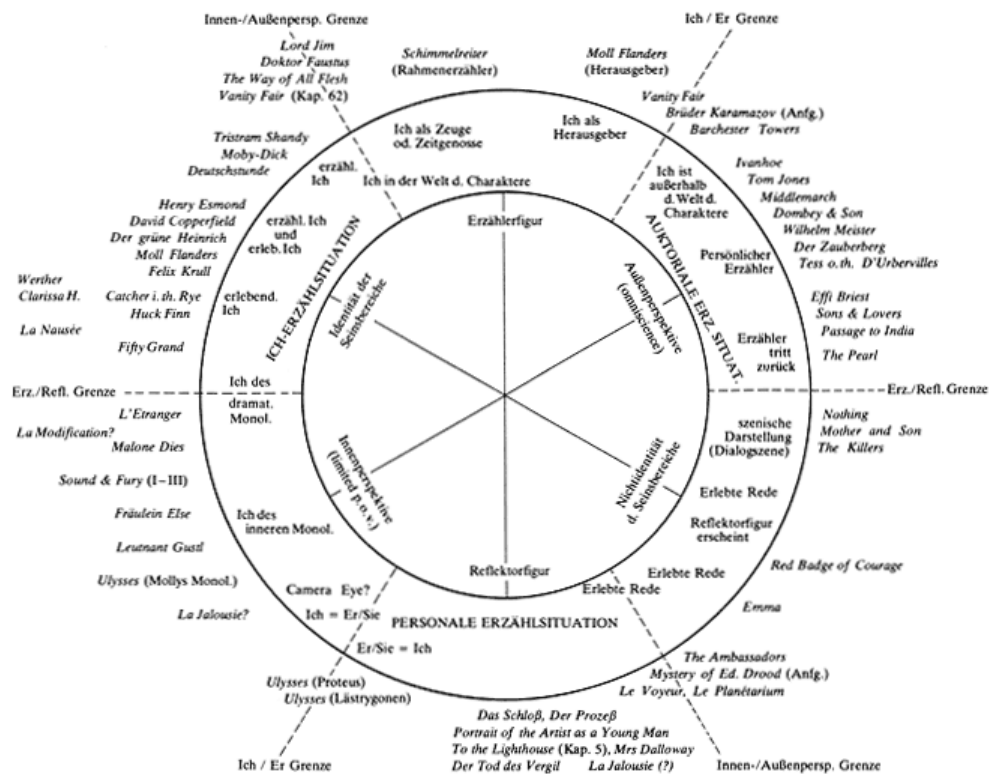 Innen-/Außenpersp. Grenze
Ich / Er Grenze
Lord Jim
Doktor Faustus
The Way of All Flesh
Vanity Fair (Kap. 62)
Schimmelreiter
(Rahmenerzähler)
Moll Flanders
(Herausgeber)
Vanity Fair
Brüder Karamazov (Anfg.)
Barchester Towers
Tristram Shandy
Moby-Dick
Deutschstunde
Ich als Zeuge
od. Zeitgenosse
Ich als
Herausgeber
Ivanhoe
Tom Jones
Middlemarch
Dombey & Son
Wilhelm Meister
Der Zauberberg
Tess o.th. D'Urbervilles
erzähl.
Ich
Ich in der Welt d. Charaktere
Ich ist
außerhalb
d. Welt d.
Charaktere
Henry Esmond
David Copperfield
Der grüne Heinrich
Moll Flanders
Felix Krull
erzähl. Ich
und
erleb. Ich
Erzählerfigur
Persönlicher
Erzähler
ICH-ERZÄHLSITUATION
AUKTORIALE ERZ. SITUAT.
Identität der
Seinsbereiche
Außenperspektive
(omniscience)
Werther
Clarissa H.
La Nausée
Catcher i. th. Rye
Huck Finn
Fifty Grand
erlebend.
Ich
Effi Briest
Sons & Lovers
Passage to India
The Pearl
Erzähler
tritt
zurück
Erz./Refl. Grenze
Ich des
dramat.
Monol.
Erz./Refl. Grenze
L'Etranger
La Modification?
Malone Dies
szenische
Darstellung
(Dialogszene)
Nothing
Mother and Son
The Killers
Innenperspektive
(limited p.o.v.)
Nichtidentität
d. Seinsbereiche
Sound & Fury (I–III)
Fräulein Else
Leutnant Gustl
Ulysses (Mollys Monol.)
La Jalousie?
Ich des
inneren Monol.
Erlebte Rede
Reflektorfigur
erscheint
Reflektorfigur
Erlebte Rede
Erlebte Rede
Red Badge of Courage
Emma
Camera Eye?
Ich = Er/Sie
Er/Sie = Ich
PERSONALE ERZÄHLSITUATION
Ulysses (Proteus)
Ulysses (Lästrygonen)
The Ambassadors
Mystery of Ed. Drood (Anfg.)
Le Voyeur, Le Planétarium
Das Schloß, Der Prozeß
Portrait of the Artist as a Young Man
To the Lighthouse (Kap. 5), Mrs Dalloway
Der Tod des Vergil La Jalousie (?)
Ich / Er Grenze
Innen-/Außenpersp. Grenze